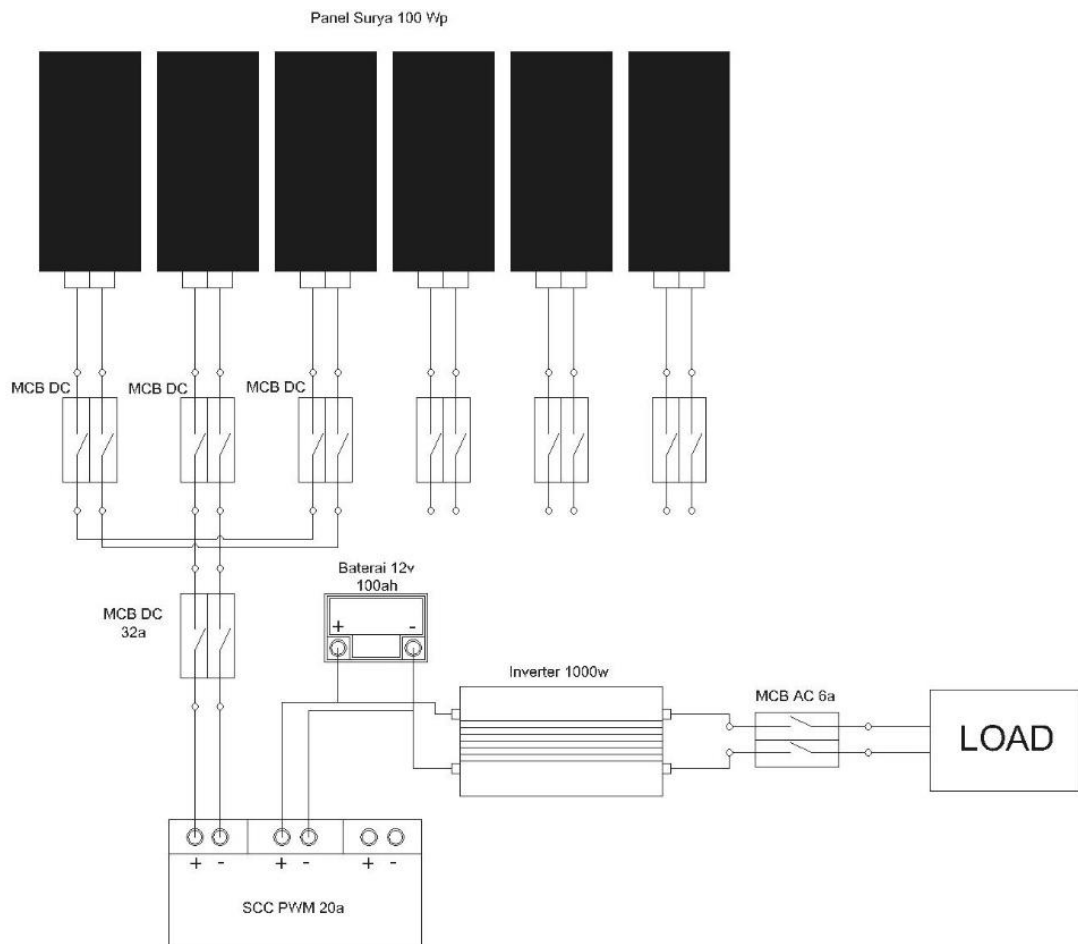 Panel Surya 100 Wp
MCB DC
MCB DC
MCB DC
Baterai 12v
100ah
+ -
MCB DC
32a
Inverter 1000w
MCB AC 6a
LOAD
+ - + - + -
SCC PWM 20a